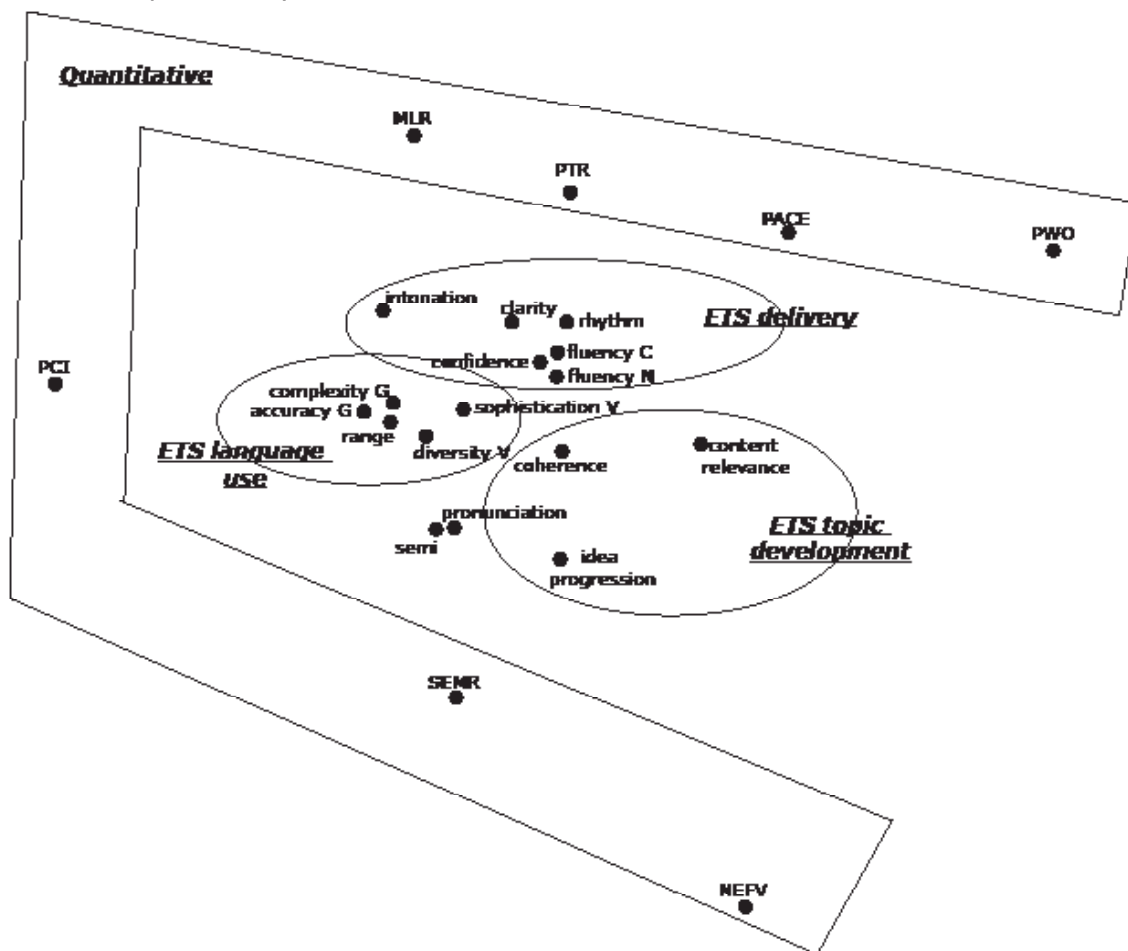 Quantitative
MLR
PTR
PACE
PWO
intonation
clarity
rhythm
ETS delivery
fluency C
confidence
fluency N
PCI
complexity G
accuracy G
sophistication V
range
diversity V
ETS language
use
coherence
content
relevance
pronunciation
semi
ETS topic
development
idea
progression
SEMR
NEFV